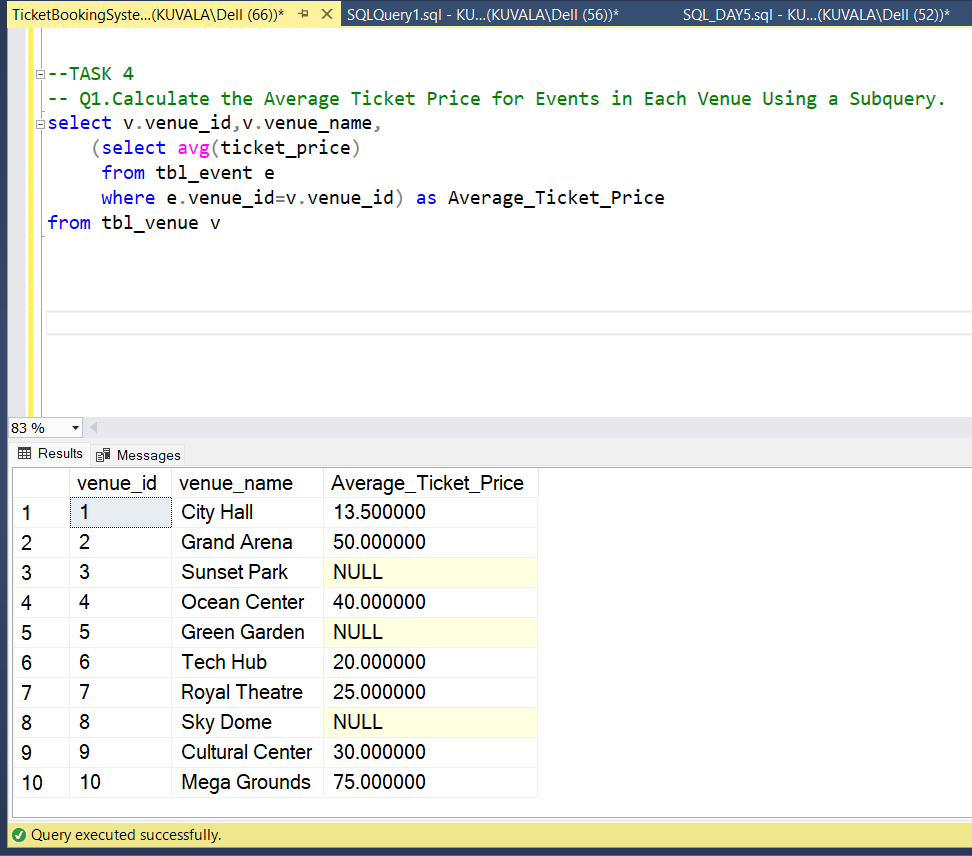 TicketBookingSyste...(KUVALA\Dell (66))* SQLQuery1.sql - KU...(KUVALA\Dell (56))* SQL_DAY5.sql - KU...(KUVALA\Dell (52))*
--TASK 4
-- Q1.Calculate the Average Ticket Price for Events in Each Venue Using a Subquery.
select v.venue_id,v.venue_name,
(select avg(ticket_price)
from tbl_event e
where e.venue_id=v.venue_id) as Average_Ticket_Price
from tbl_venue v
83 %
Results Messages
venue_id venue_name Average_Ticket_Price
1 1 City Hall 13.500000
2 2 Grand Arena 50.000000
3 3 Sunset Park NULL
4 4 Ocean Center 40.000000
5 5 Green Garden NULL
6 6 Tech Hub 20.000000
7 7 Royal Theatre 25.000000
8 8 Sky Dome NULL
9 9 Cultural Center 30.000000
10 10 Mega Grounds 75.000000
Query executed successfully.